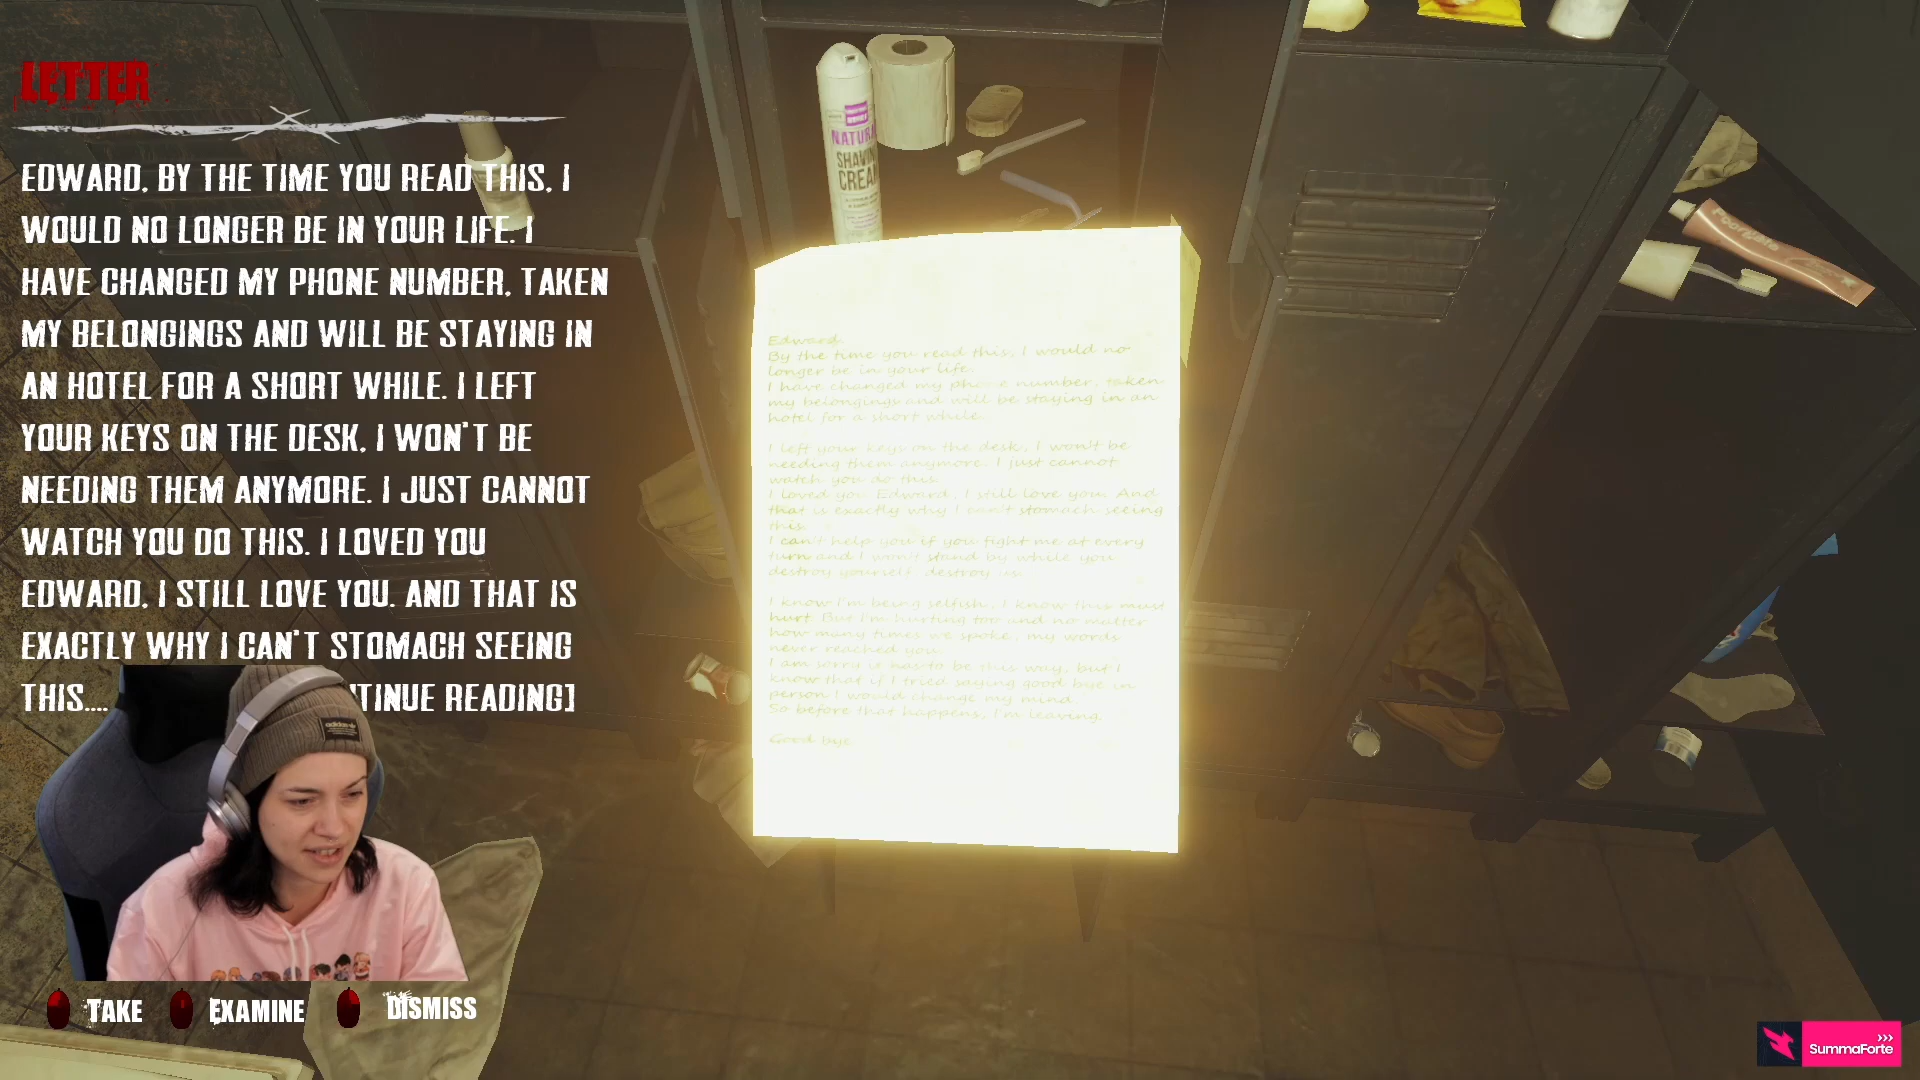 LETTER
EDWARD, BY THE TIME YOU READ THIS, I
WOULD NO LONGER BE IN YOUR LIFE. I
HAVE CHANGED MY PHONE NUMBER, TAKEN
MY BELONGINGS AND WILL BE STAYING IN
AN HOTEL FOR A SHORT WHILE. I LEFT
YOUR KEYS ON THE DESK, I WON'T BE
NEEDING THEM ANYMORE. I JUST CANNOT
WATCH YOU DO THIS. I LOVED YOU
EDWARD, I STILL LOVE YOU. AND THAT IS
EXACTLY WHY I CAN'T STOMACH SEEING
THIS.... TINUE READING]
NATURA
SHAVIN
CREA
Edward,
By the time you read this, I would no
longer be in your life.
I have changed my phone number, taken
my belongings and will be staying in an
hotel for a short while.
I left your keys on the desk, I won't be
needing them anymore. I just cannot
watch you do this.
I loved you Edward, I still love you. And
that is exactly why I can't stomach seeing
this.
I can't help you if you fight me at every
turn and I won't stand by while you
destroy yourself, destroy us.
I know I'm being selfish, I know this must
hurt. But I'm hurting too and no matter
how many times we spoke, my words
never reached you.
I am sorry it has to be this way, but I
know that if I tried saying good bye in
person I would change my mind.
So before that happens, I'm leaving.
Good bye
TAKE EXAMINE DISMISS
SummaForte